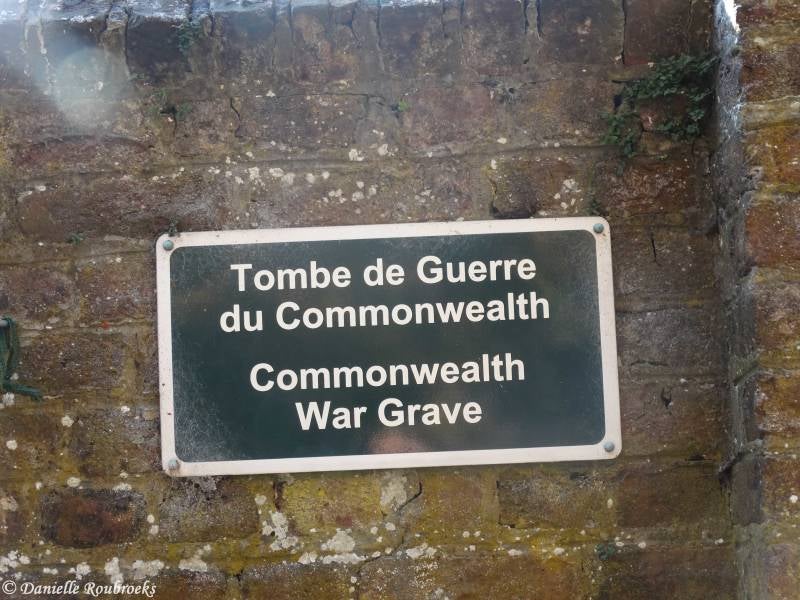 Tombe de Guerre
du Commonwealth
Commonwealth
War Grave
© Danielle Roubroeks